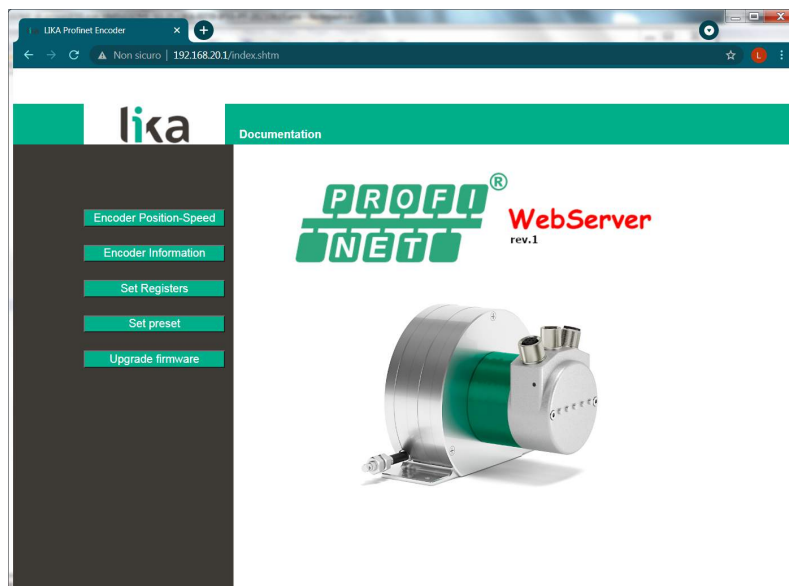 LIKA Profinet Encoder
Non sicuro | 192.168.20.1/index.shtm
L
lika
Documentation
Encoder Position-Speed
Encoder Information
Set Registers
Set preset
Upgrade firmware
PROFI®
NET
WebServer
rev.1